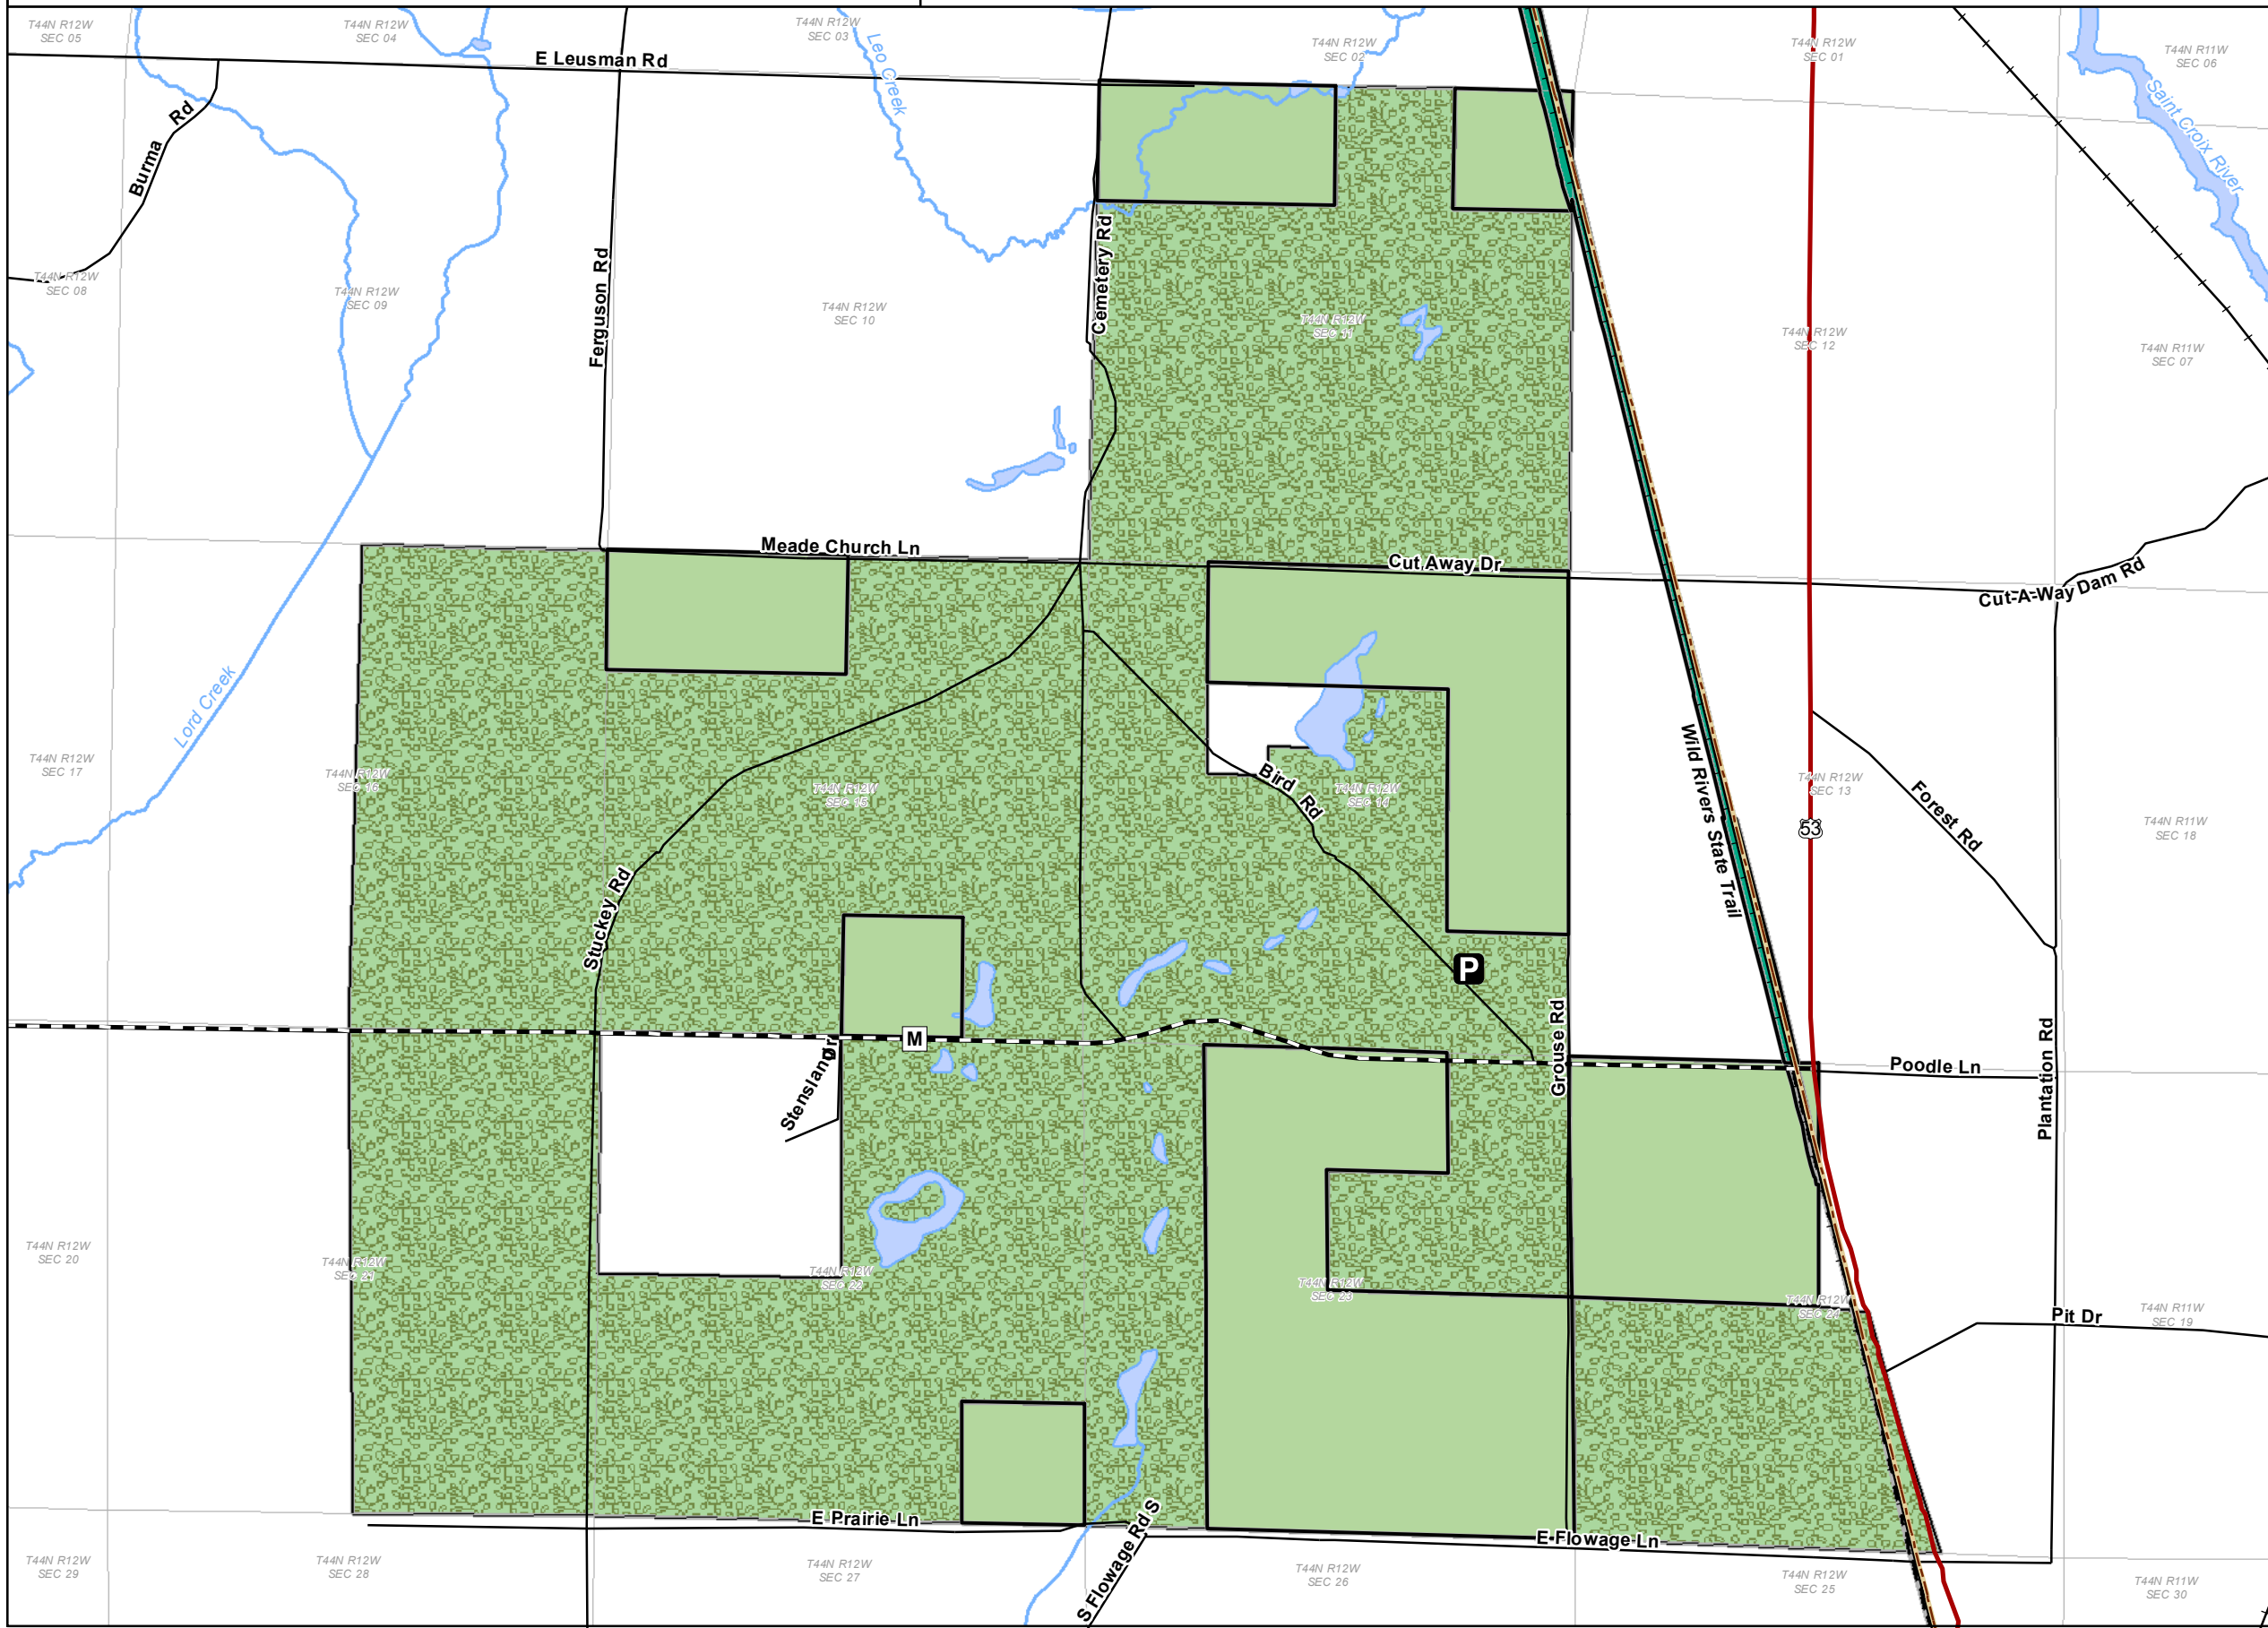 T44N R12W
SEC 05
T44N R12W
SEC 04
T44N R12W
SEC 03
T44N R12W
SEC 02
T44N R12W
SEC 01
T44N R11W
SEC 06
E Leusman Rd
Leo Creek
Saint Croix River
Burma Rd
T44N R12W
SEC 08
T44N R12W
SEC 09
Ferguson Rd
T44N R12W
SEC 10
Cemetery Rd
T44N R12W
SEC 11
T44N R12W
SEC 12
T44N R11W
SEC 07
Meade Church Ln
Cut Away Dr
Cut-A-Way Dam Rd
Lord Creek
T44N R12W
SEC 17
T44N R12W
SEC 16
T44N R12W
SEC 15
Bird Rd
T44N R12W
SEC 14
Wild Rivers State Trail
T44N R12W
SEC 13
53
Forest Rd
T44N R11W
SEC 18
Stuckey Rd
P
Grouse Rd
M
Stensland Dr
Poodle Ln
Plantation Rd
T44N R12W
SEC 20
T44N R12W
SEC 21
T44N R12W
SEC 22
T44N R12W
SEC 23
T44N R12W
SEC 24
Pit Dr
T44N R11W
SEC 19
E Prairie Ln
S Flowage Rd S
E Flowage Ln
T44N R12W
SEC 29
T44N R12W
SEC 28
T44N R12W
SEC 27
T44N R12W
SEC 26
T44N R12W
SEC 25
T44N R11W
SEC 30